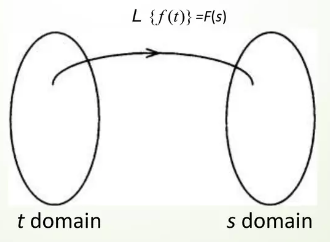 L {f(t)} =F(s)
t domain
s domain